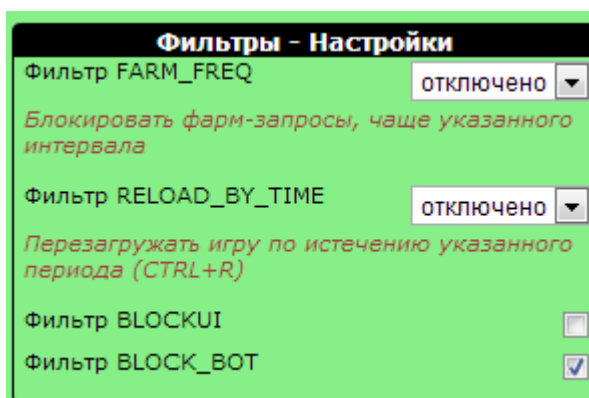 Фильтры - Настройки
Фильтр FARM_FREQ
отключено
Блокировать фарм-запросы, чаще указанного
интервала
Фильтр RELOAD_BY_TIME
отключено
Перезагружать игру по истечению указанного
периода (CTRL+R)
Фильтр BLOCKUI
Фильтр BLOCK_BOT